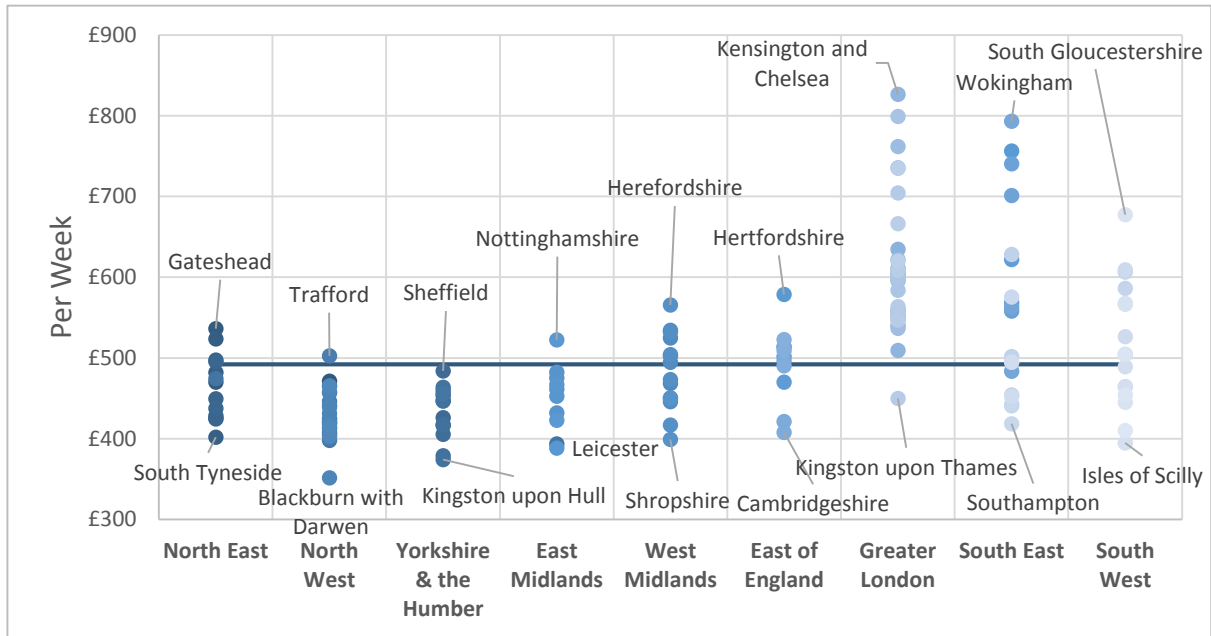 £900
£800
£700
£600
£500
£400
£300
Per Week
Gateshead
South Tyneside
Trafford
Blackburn with
Darwen
Sheffield
Kingston upon Hull
Nottinghamshire
Leicester
Herefordshire
Shropshire
Hertfordshire
Cambridgeshire
Kensington and
Chelsea
Kingston upon Thames
Wokingham
Southampton
South Gloucestershire
Isles of Scilly
North East
North
West
Yorkshire
& the
Humber
East
Midlands
West
Midlands
East of
England
Greater
London
South East
South
West